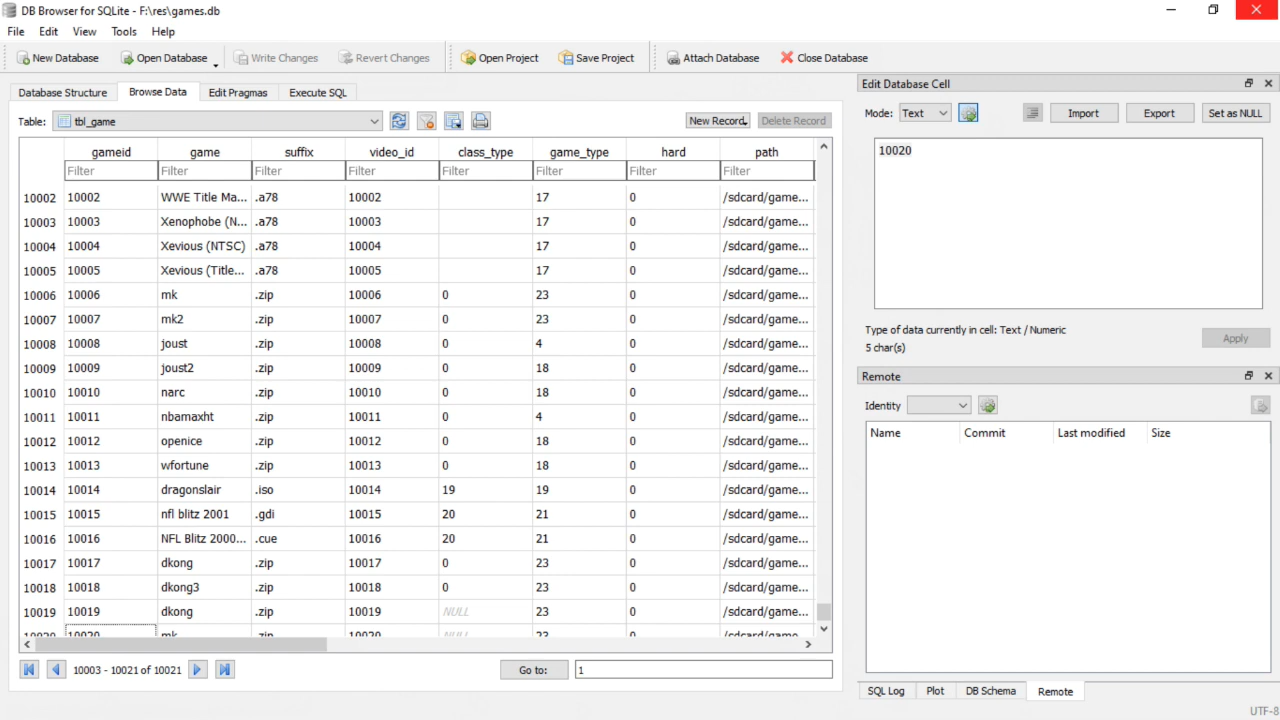 DB Browser for SQLite - F:\res\games.db
File Edit View Tools Help
New Database Open Database Write Changes Revert Changes Open Project Save Project Attach Database Close Database
Database Structure Browse Data Edit Pragmas Execute SQL
Table: tbl_game New Record Delete Record
gameid game suffix video_id class_type game_type hard path
Filter Filter Filter Filter Filter Filter Filter Filter
10002 10002 WWE Title Ma... .a78 10002 17 0 /sdcard/game...
10003 10003 Xenophobe (N... .a78 10003 17 0 /sdcard/game...
10004 10004 Xevious (NTSC) .a78 10004 17 0 /sdcard/game...
10005 10005 Xevious (Title... .a78 10005 17 0 /sdcard/game...
10006 10006 mk .zip 10006 0 23 0 /sdcard/game...
10007 10007 mk2 .zip 10007 0 23 0 /sdcard/game...
10008 10008 joust .zip 10008 0 4 0 /sdcard/game...
10009 10009 joust2 .zip 10009 0 18 0 /sdcard/game...
10010 10010 narc .zip 10010 0 18 0 /sdcard/game...
10011 10011 nbamaxht .zip 10011 0 4 0 /sdcard/game...
10012 10012 openice .zip 10012 0 18 0 /sdcard/game...
10013 10013 wfortune .zip 10013 0 18 0 /sdcard/game...
10014 10014 dragonslair .iso 10014 19 19 0 /sdcard/game...
10015 10015 nfl blitz 2001 .gdi 10015 20 21 0 /sdcard/game...
10016 10016 NFL Blitz 2000... .cue 10016 20 21 0 /sdcard/game...
10017 10017 dkong .zip 10017 0 23 0 /sdcard/game...
10018 10018 dkong3 .zip 10018 0 23 0 /sdcard/game...
10019 10019 dkong .zip 10019 NULL 23 0 /sdcard/game...
10020 10020 mk .zip 10020 NULL 23 0 /sdcard/game...
10003 - 10021 of 10021 Go to: 1
Edit Database Cell
Mode: Text Import Export Set as NULL
10020
Type of data currently in cell: Text / Numeric
5 char(s)
Apply
Remote
Identity
Name Commit Last modified Size
SQL Log Plot DB Schema Remote
UTF-8